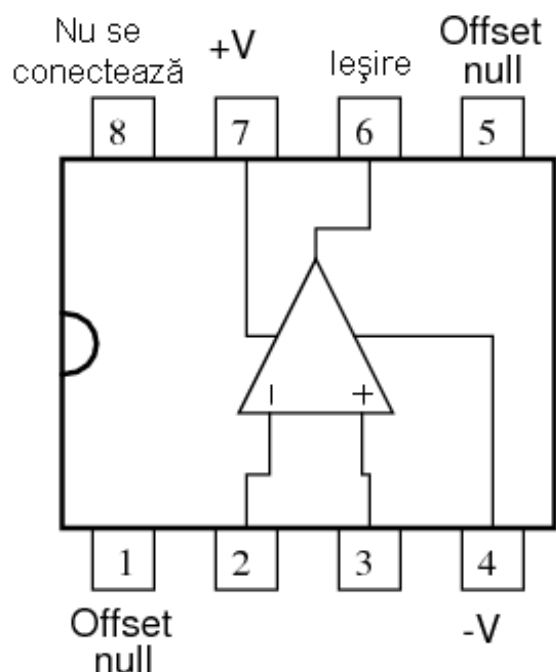 Nu se
conectează
+V
Ieşire
Offset
null
8
7
6
5
− +
1
2
3
4
Offset
null
-V